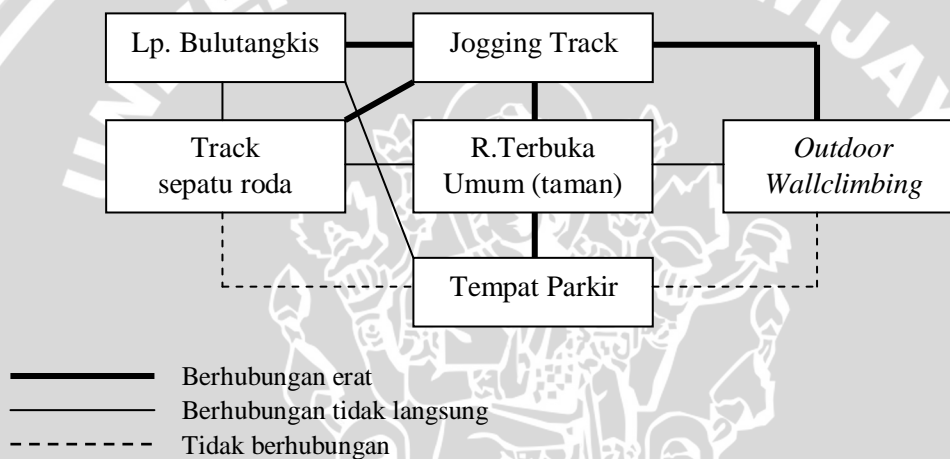 Lp. Bulutangkis
Jogging Track
Track
sepatu roda
R.Terbuka
Umum (taman)
Outdoor
Wallclimbing
Tempat Parkir
Berhubungan erat
Berhubungan tidak langsung
Tidak berhubungan